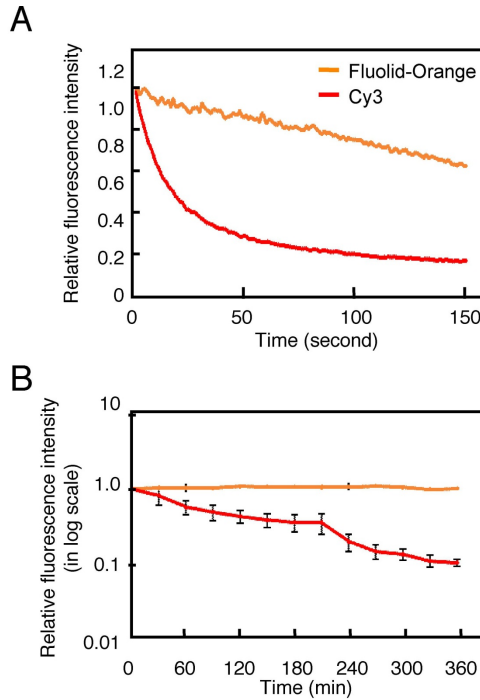 A
Relative fluorescence intensity
1.2
1.0
0.8
0.6
0.4
0.2
0
Fluolid-Orange
Cy3
0 50 100 150
Time (second)
B
Relative fluorescence intensity
(in log scale)
10
1.0
0.1
0.01
0 60 120 180 240 300 360
Time (min)